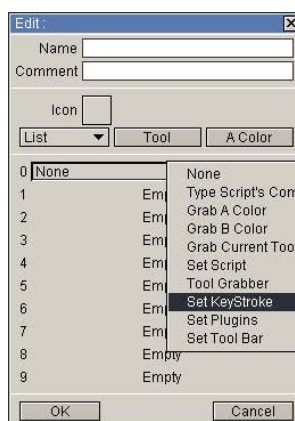 Edit:
Name
Comment
Icon
List Tool A Color
0 None
None
1 Type Script's
2 Grab A Color
Grab B Color
3 Grab Current
4 Set Script
5 Tool Grabber
6 Set KeyStroke
7 Set Plugins
Set Tool Bar
8 Empty
9 Empty
OK Cancel